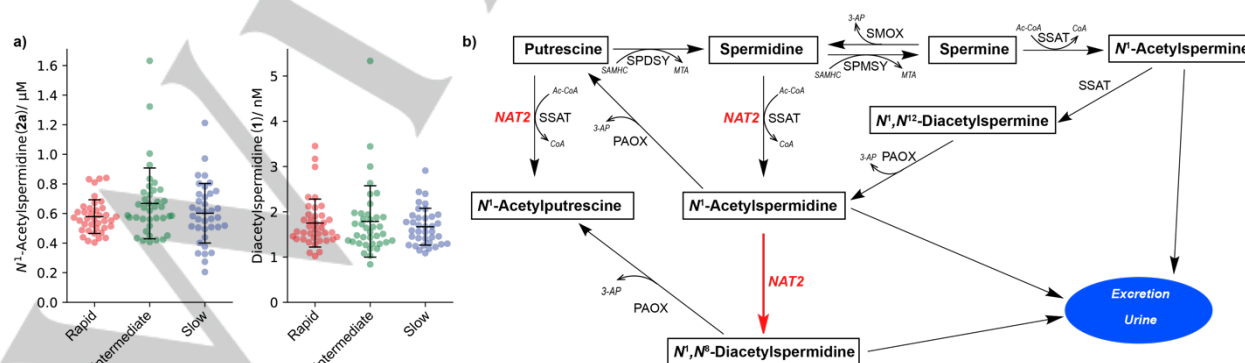 a)
N¹-Acetylspermidine (2a)/ µM
1.6
1.4
1.2
1.0
0.8
0.6
0.4
0.2
0.0
Rapid
Intermediate
Slow
Diacetylspermidine (1)/ nM
5
4
3
2
1
0
Rapid
Intermediate
Slow
b)
Putrescine
SPDSY
SAMHC
MTA
Spermidine
3-AP
SMOX
SAMHC
SPMSY
MTA
Spermine
Ac-CoA
CoA
SSAT
N¹-Acetylspermine
NAT2
Ac-CoA
SSAT
CoA
3-AP
PAOX
NAT2
Ac-CoA
SSAT
CoA
SSAT
N¹,N¹²-Diacetylspermine
3-AP
PAOX
N¹-Acetylputrescine
N¹-Acetylspermidine
3-AP
PAOX
NAT2
N¹,N⁸-Diacetylspermidine
Excretion
Urine